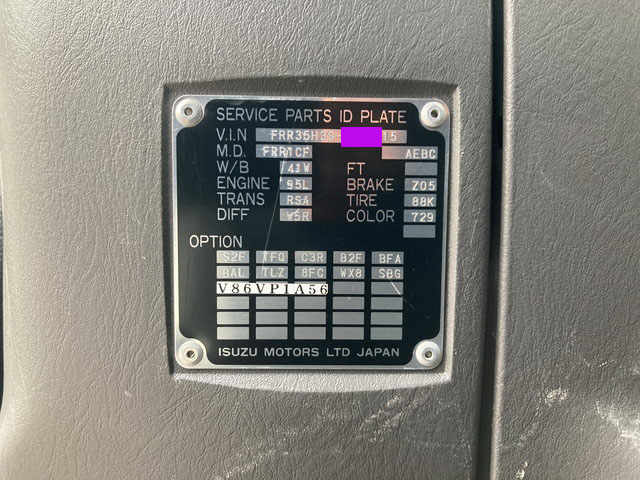 SERVICE PARTS ID PLATE
V.I.N FRR35H3S- 15
M.D. FRR1CF AEBC
W/B 41W FT
ENGINE 95L BRAKE Z05
TRANS RSA TIRE 88K
DIFF W5R COLOR 729
OPTION
S2F TFQ C3R B2F BFA
BAL TLZ 8FC WX8 SBG
V86VP1A56
ISUZU MOTORS LTD JAPAN